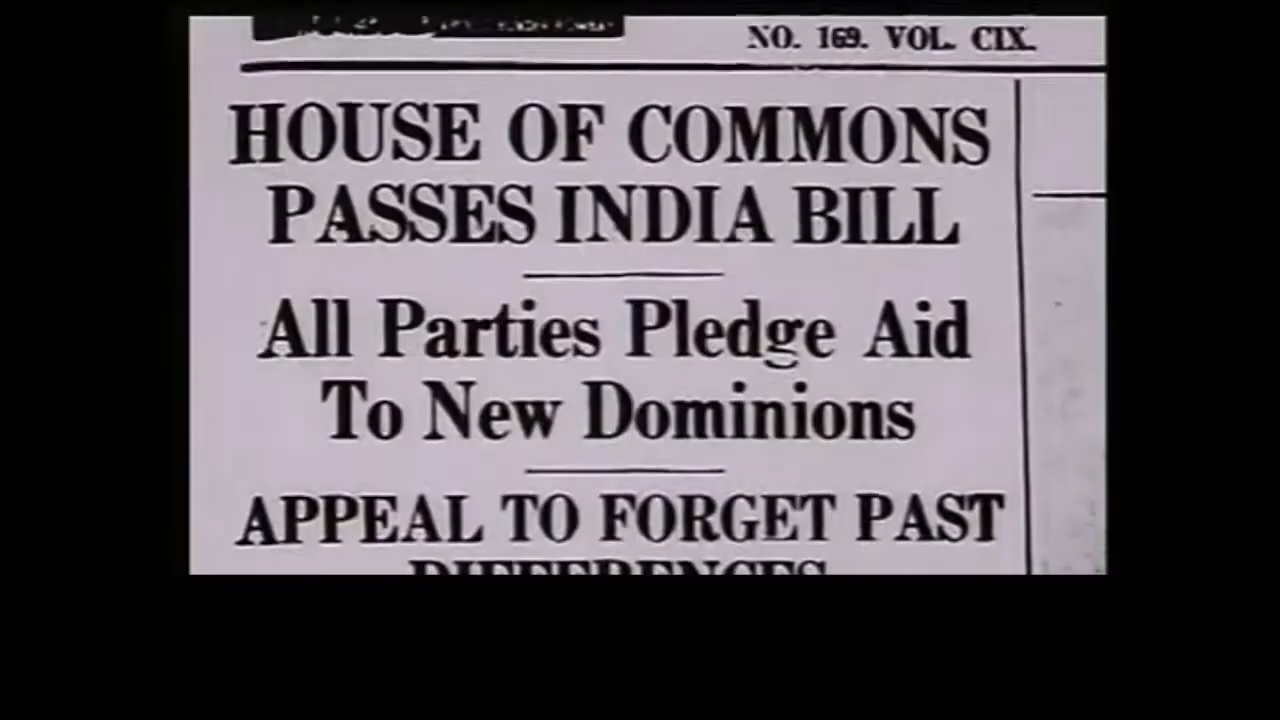 NO. 169. VOL. CIX.
HOUSE OF COMMONS
PASSES INDIA BILL
All Parties Pledge Aid
To New Dominions
APPEAL TO FORGET PAST
DIFFERENCES